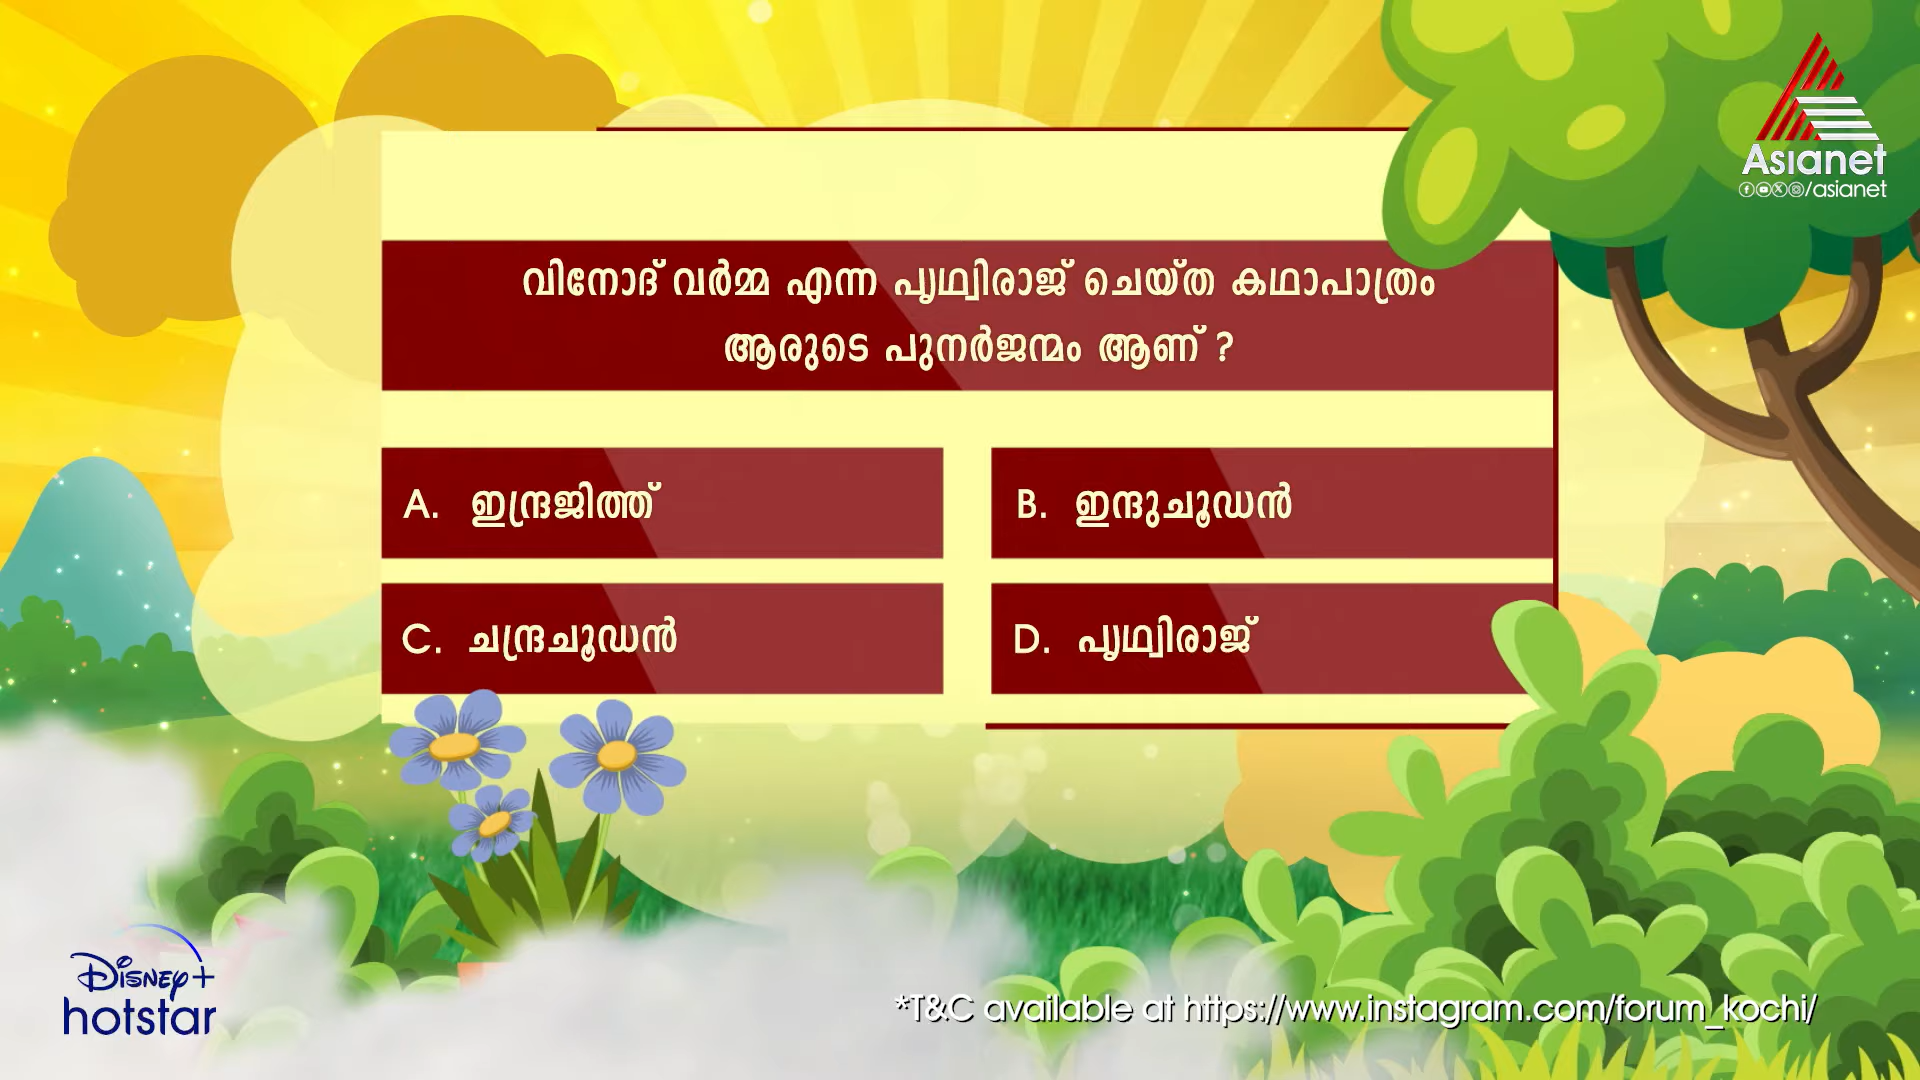 Asianet
/asianet
വിനോദ് വർമ്മ എന്ന പൃഥ്വിരാജ് ചെയ്ത കഥാപാത്രം
ആരുടെ പുനർജന്മം ആണ് ?
A. ഇന്ദ്രജിത്ത്
B. ഇന്ദുചൂഡൻ
C. ചന്ദ്രചൂഡൻ
D. പൃഥ്വിരാജ്
Disney+
hotstar
*T&C available at https://www.instagram.com/forum_kochi/